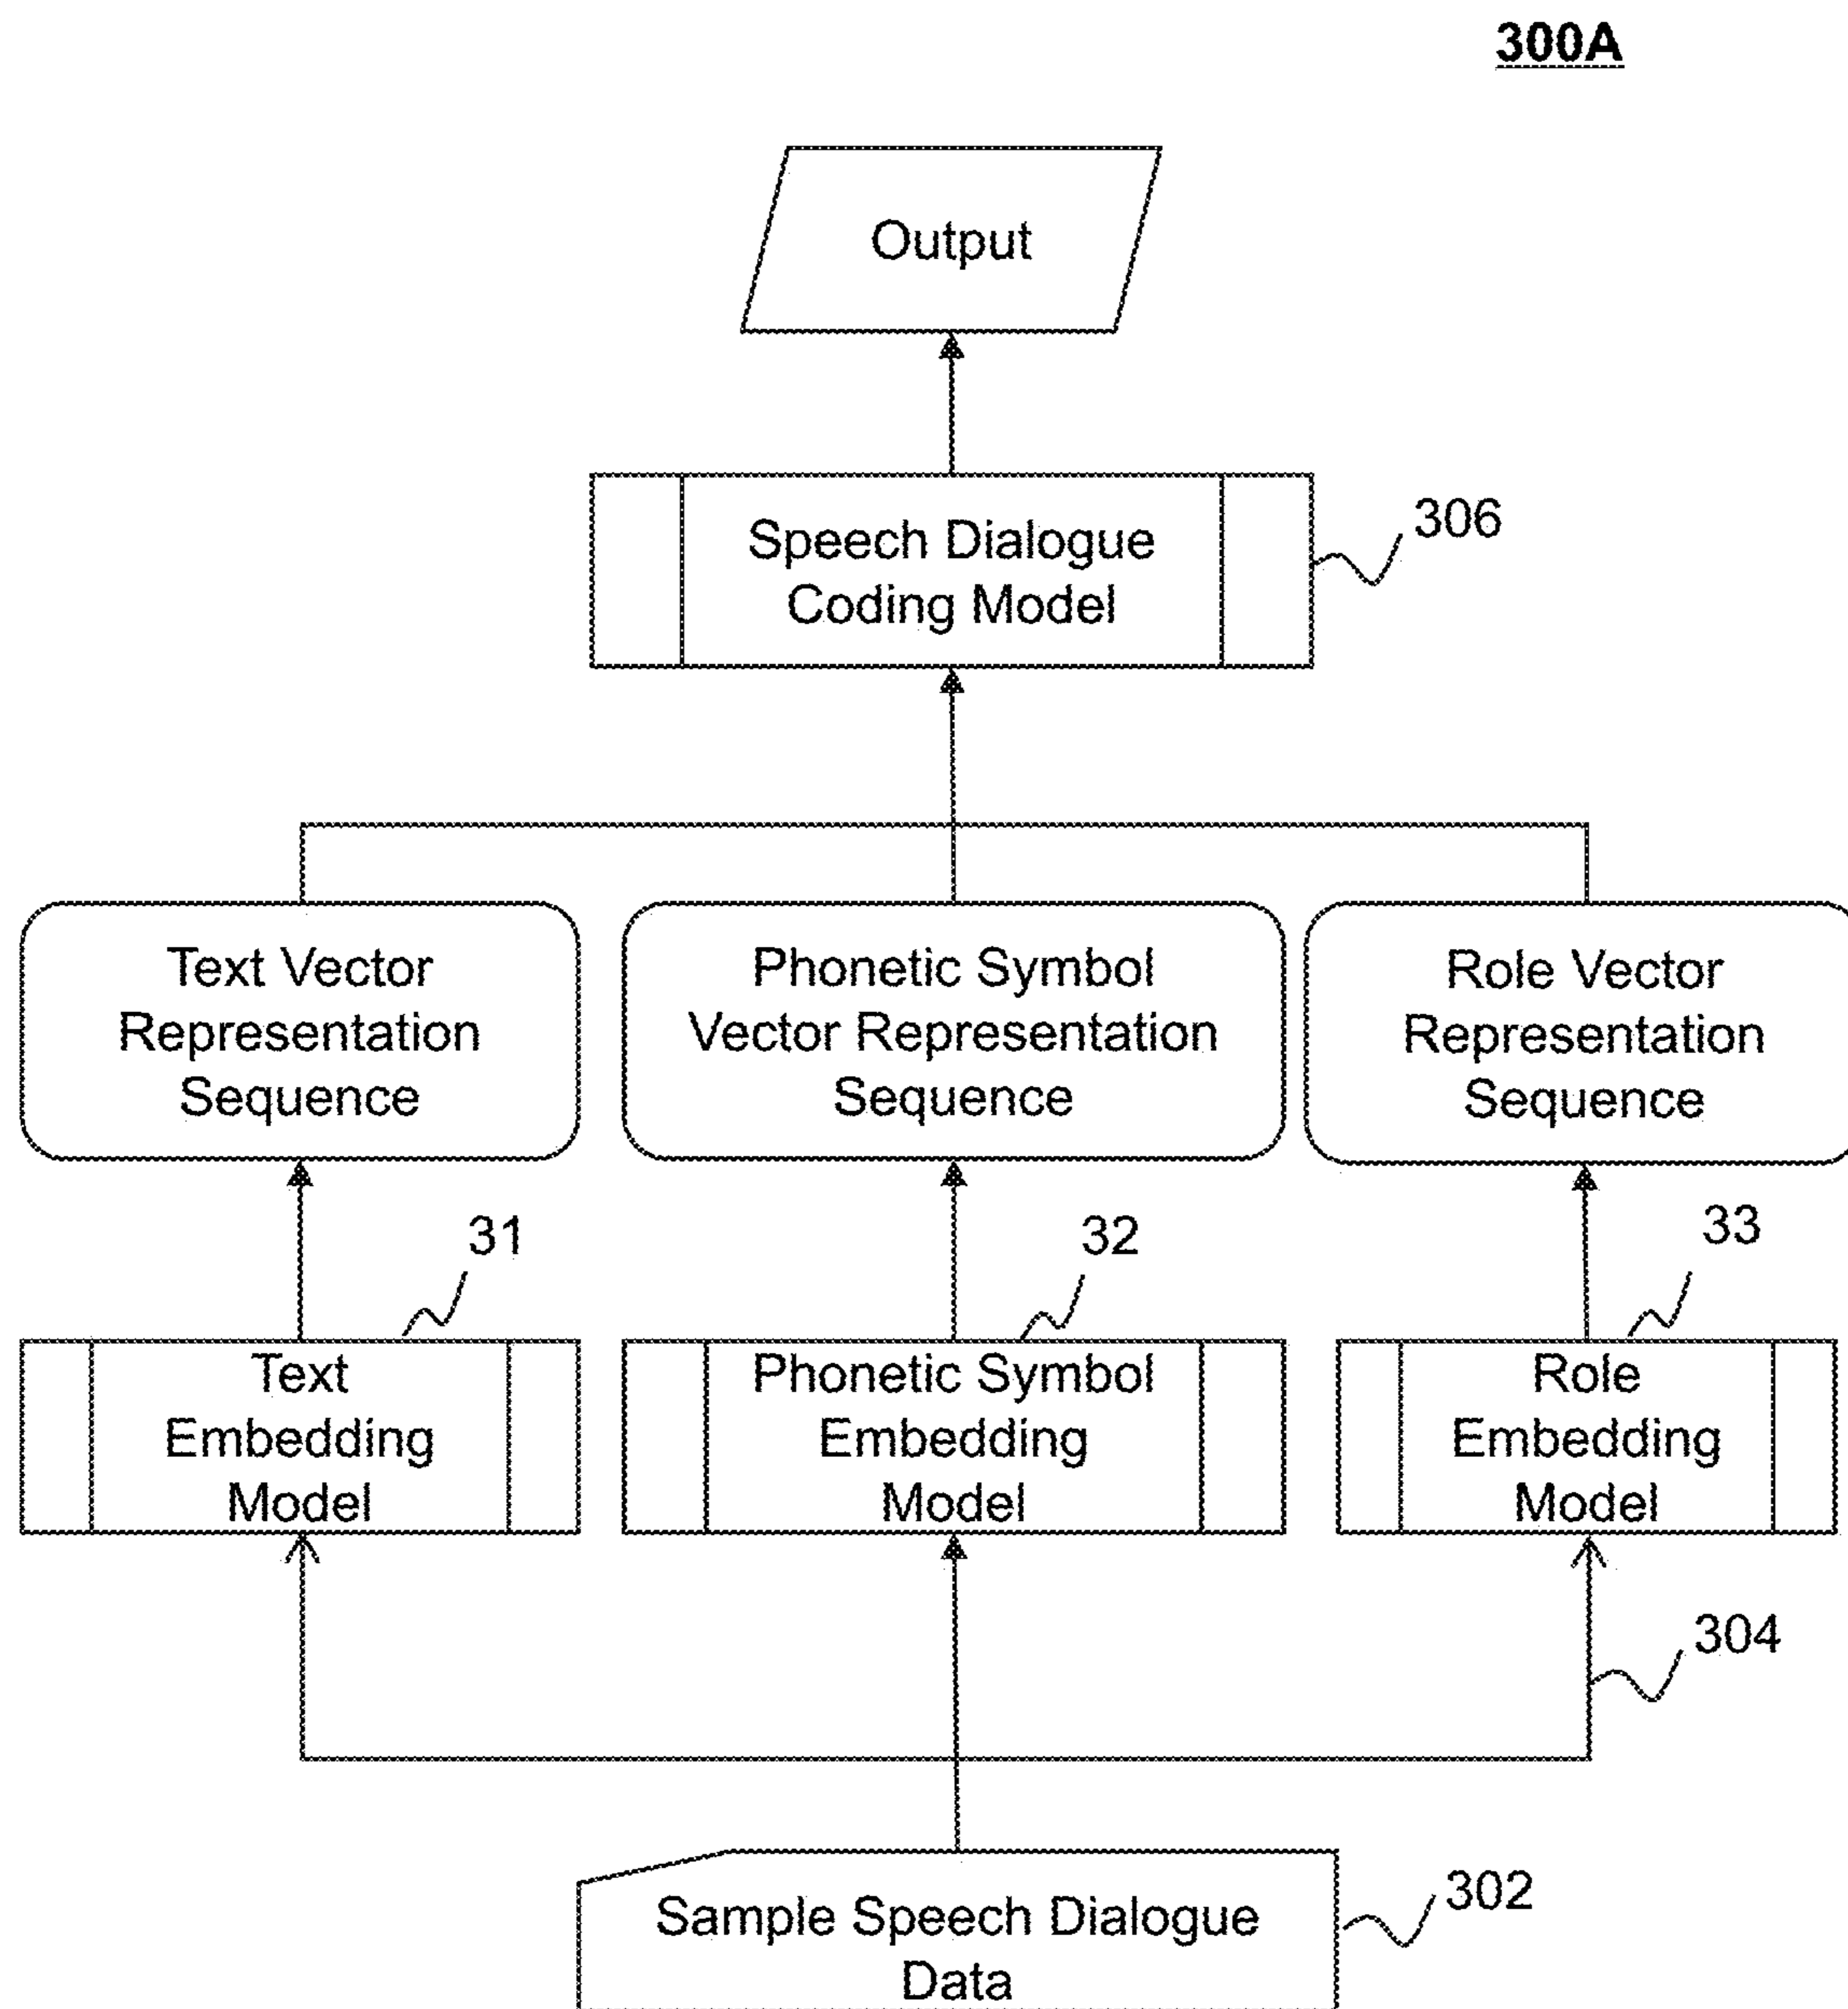 300A
Output
Speech Dialogue
Coding Model
306
Text Vector
Representation
Sequence
Phonetic Symbol
Vector Representation
Sequence
Role Vector
Representation
Sequence
31
32
33
Text
Embedding
Model
Phonetic Symbol
Embedding
Model
Role
Embedding
Model
304
Sample Speech Dialogue
Data
302